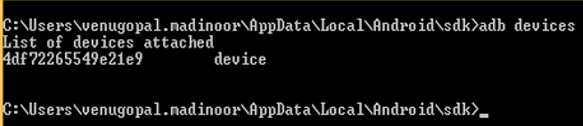 C:\Users\venugopal.madinoor\AppData\Local\Android\sdk>adb devices
List of devices attached
4df72265549e21e9        device
C:\Users\venugopal.madinoor\AppData\Local\Android\sdk>_